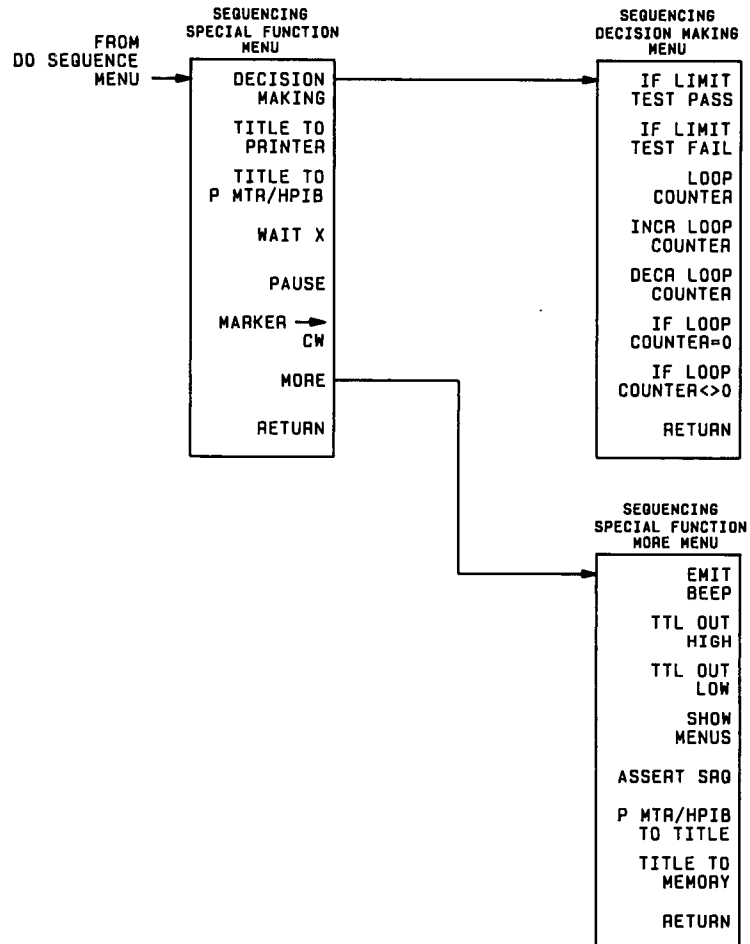 SEQUENCING
SPECIAL FUNCTION
MENU
FROM
DO SEQUENCE
MENU
DECISION
MAKING
TITLE TO
PRINTER
TITLE TO
P MTR/HPIB
WAIT X
PAUSE
MARKER →
CW
MORE
RETURN
SEQUENCING
DECISION MAKING
MENU
IF LIMIT
TEST PASS
IF LIMIT
TEST FAIL
LOOP
COUNTER
INCR LOOP
COUNTER
DECR LOOP
COUNTER
IF LOOP
COUNTER=0
IF LOOP
COUNTER<>0
RETURN
SEQUENCING
SPECIAL FUNCTION
MORE MENU
EMIT
BEEP
TTL OUT
HIGH
TTL OUT
LOW
SHOW
MENUS
ASSERT SRQ
P MTR/HPIB
TO TITLE
TITLE TO
MEMORY
RETURN